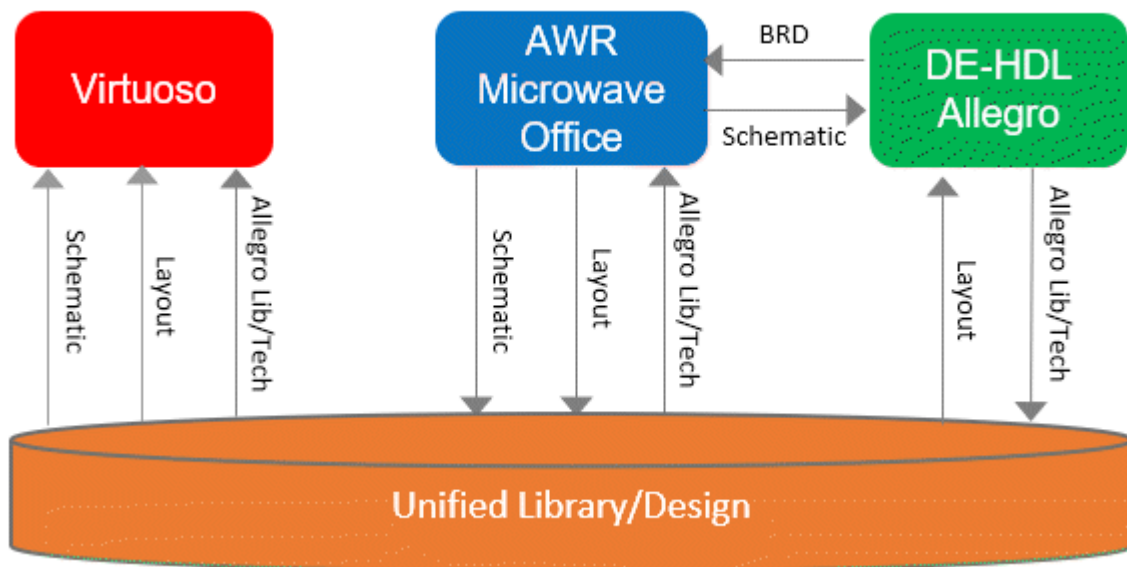 Virtuoso
AWR
Microwave
Office
BRD
Schematic
DE-HDL
Allegro
Schematic
Layout
Allegro Lib/Tech
Schematic
Layout
Allegro Lib/Tech
Layout
Allegro Lib/Tech
Unified Library/Design